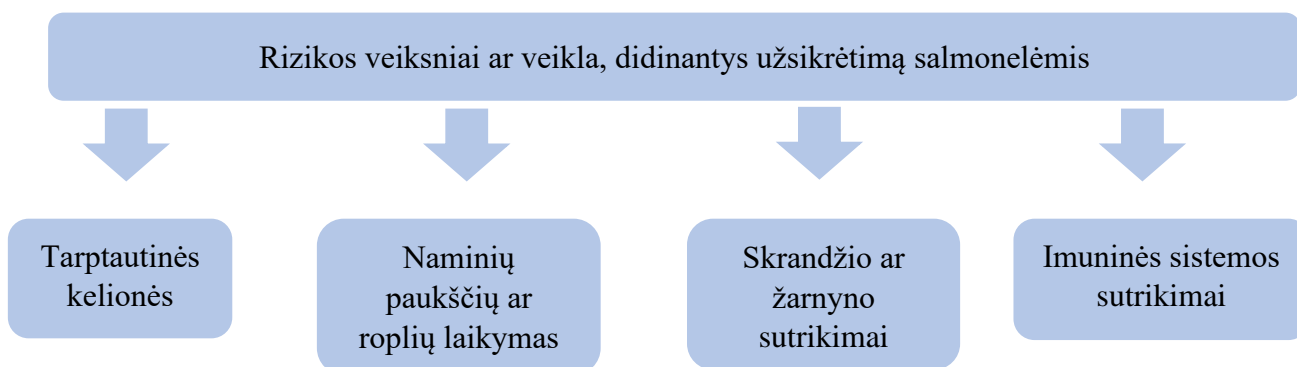 Rizikos veiksniai ar veikla, didinantys užsikrėtimą salmonelėmis
Tarptautinės
kelionės
Naminių
paukščių ar
roplių laikymas
Skrandžio ar
žarnyno
sutrikimai
Imuninės sistemos
sutrikimai